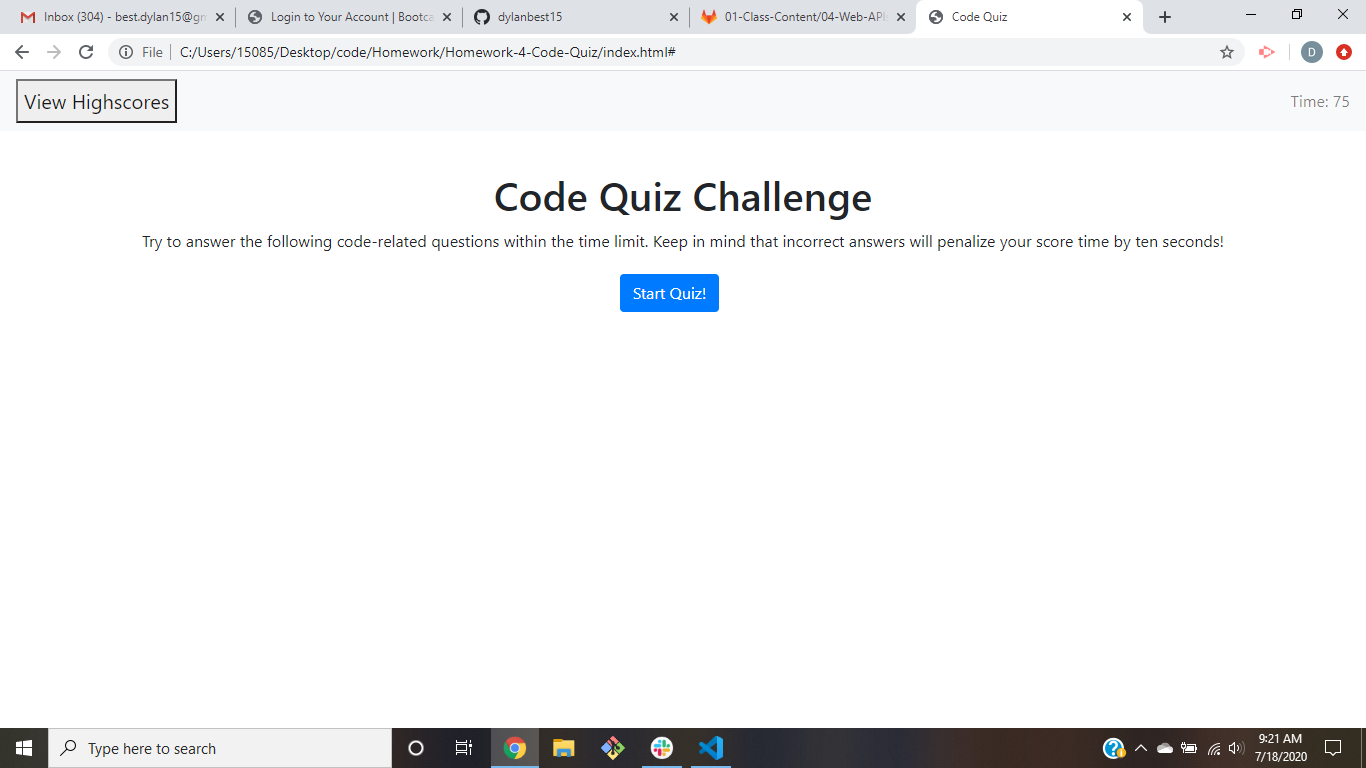 Inbox (304) - best.dylan15@gm
Login to Your Account | Bootca
dylanbest15
01-Class-Content/04-Web-APIs
Code Quiz
File
C:/Users/15085/Desktop/code/Homework/Homework-4-Code-Quiz/index.html#
D
View Highscores
Time: 75
Code Quiz Challenge
Try to answer the following code-related questions within the time limit. Keep in mind that incorrect answers will penalize your score time by ten seconds!
Start Quiz!
Type here to search
9:21 AM
7/18/2020